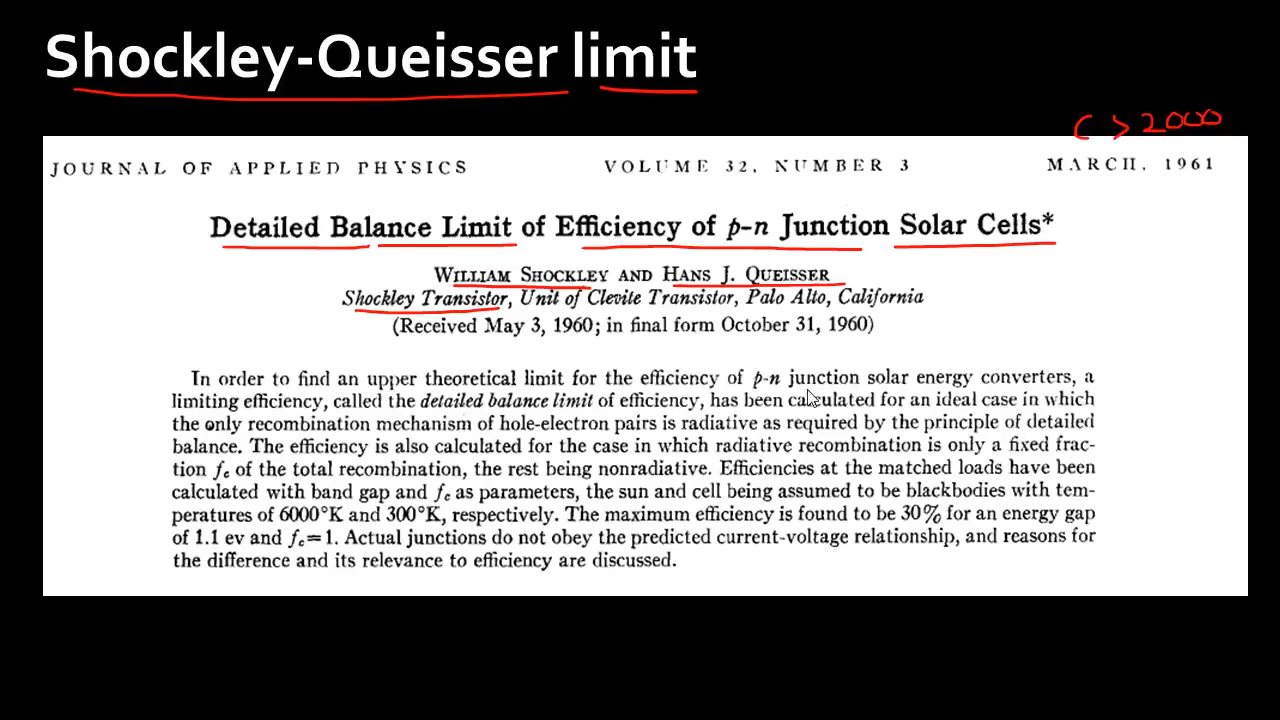 Shockley-Queisser limit
C > 2000
JOURNAL OF APPLIED PHYSICS VOLUME 32, NUMBER 3 MARCH, 1961
Detailed Balance Limit of Efficiency of p-n Junction Solar Cells*
WILLIAM SHOCKLEY AND HANS J. QUEISSER
Shockley Transistor, Unit of Clevite Transistor, Palo Alto, California
(Received May 3, 1960; in final form October 31, 1960)
In order to find an upper theoretical limit for the efficiency of p-n junction solar energy converters, a
limiting efficiency, called the detailed balance limit of efficiency, has been calculated for an ideal case in which
the only recombination mechanism of hole-electron pairs is radiative as required by the principle of detailed
balance. The efficiency is also calculated for the case in which radiative recombination is only a fixed frac-
tion fc of the total recombination, the rest being nonradiative. Efficiencies at the matched loads have been
calculated with band gap and fc as parameters, the sun and cell being assumed to be blackbodies with tem-
peratures of 6000°K and 300°K, respectively. The maximum efficiency is found to be 30% for an energy gap
of 1.1 ev and fc=1. Actual junctions do not obey the predicted current-voltage relationship, and reasons for
the difference and its relevance to efficiency are discussed.